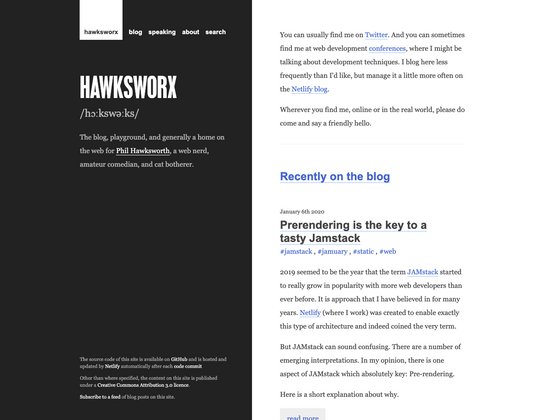 hawksworx blog speaking about search
HAWKSWORX
/hɔːkswəːks/
The blog, playground, and generally a home on
the web for Phil Hawksworth, a web nerd,
amateur comedian, and cat botherer.
The source code of this site is available on GitHub and is hosted and
updated by Netlify automatically after each code commit
Other than where specified, the content on this site is published
under a Creative Commons Attribution 3.0 licence.
Subscribe to a feed of blog posts on this site.
You can usually find me on Twitter. And you can sometimes
find me at web development conferences, where I might be
talking about development techniques. I blog here less
frequently than I'd like, but manage it a little more often on
the Netlify blog.
Wherever you find me, online or in the real world, please do
come and say a friendly hello.
Recently on the blog
January 6th 2020
Prerendering is the key to a
tasty Jamstack
#jamstack , #jamuary , #static , #web
2019 seemed to be the year that the term JAMstack started
to really grow in popularity with more web developers than
ever before. It is approach that I have believed in for many
years. Netlify (where I work) was created to enable exactly
this type of architecture and indeed coined the very term.
But JAMstack can sound confusing. There are a number of
emerging interpretations. In my opinion, there is one
aspect of JAMstack which absolutely key: Pre-rendering.
Here is a short explanation about why.
read more